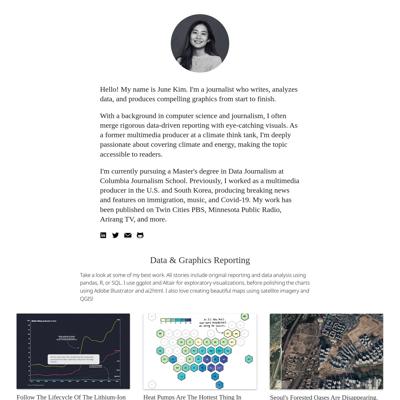 Hello! My name is June Kim. I'm a journalist who writes, analyzes
data, and produces compelling graphics from start to finish.
With a background in computer science and journalism, I often
merge rigorous data-driven reporting with eye-catching visuals. As
a former multimedia producer at a climate think tank, I'm deeply
passionate about covering climate and energy, making the topic
accessible to readers.
I'm currently pursuing a Master's degree in Data Journalism at
Columbia Journalism School. Previously, I worked as a multimedia
producer in the U.S. and South Korea, producing breaking news
and features on immigration, music, and Covid-19. My work has
been published on Twin Cities PBS, Minnesota Public Radio,
Arirang TV, and more.
Data & Graphics Reporting
Take a look at some of my best work. All stories include original reporting and data analysis using
pandas, R, or SQL. I use ggplot and Altair for exploratory visualizations, before polishing the charts
using Adobe Illustrator and ai2html. I also love creating beautiful maps using satellite imagery and
QGIS!
Follow The Lifecycle Of The Lithium-Ion
Heat Pumps Are The Hottest Thing In
Seoul's Forested Oases Are Disappearing.